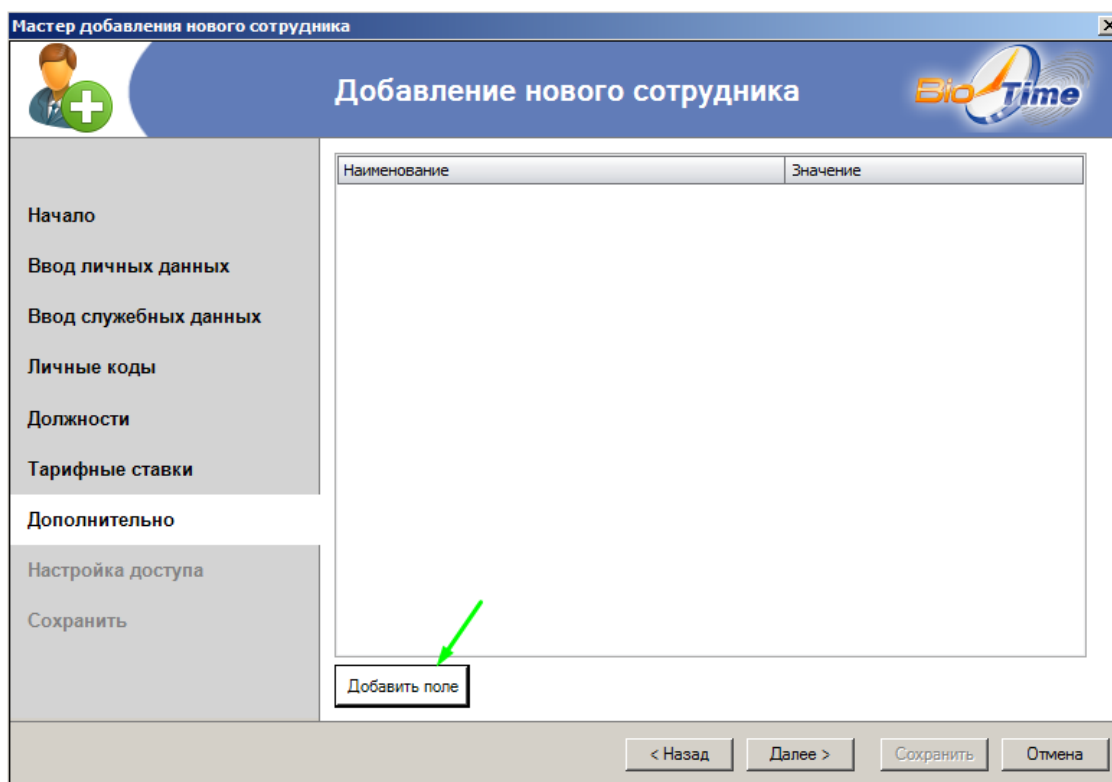 Мастер добавления нового сотрудника
Добавление нового сотрудника
BioTime
Наименование Значение
Начало
Ввод личных данных
Ввод служебных данных
Личные коды
Должности
Тарифные ставки
Дополнительно
Настройка доступа
Сохранить
Добавить поле
< Назад Далее > Сохранить Отмена